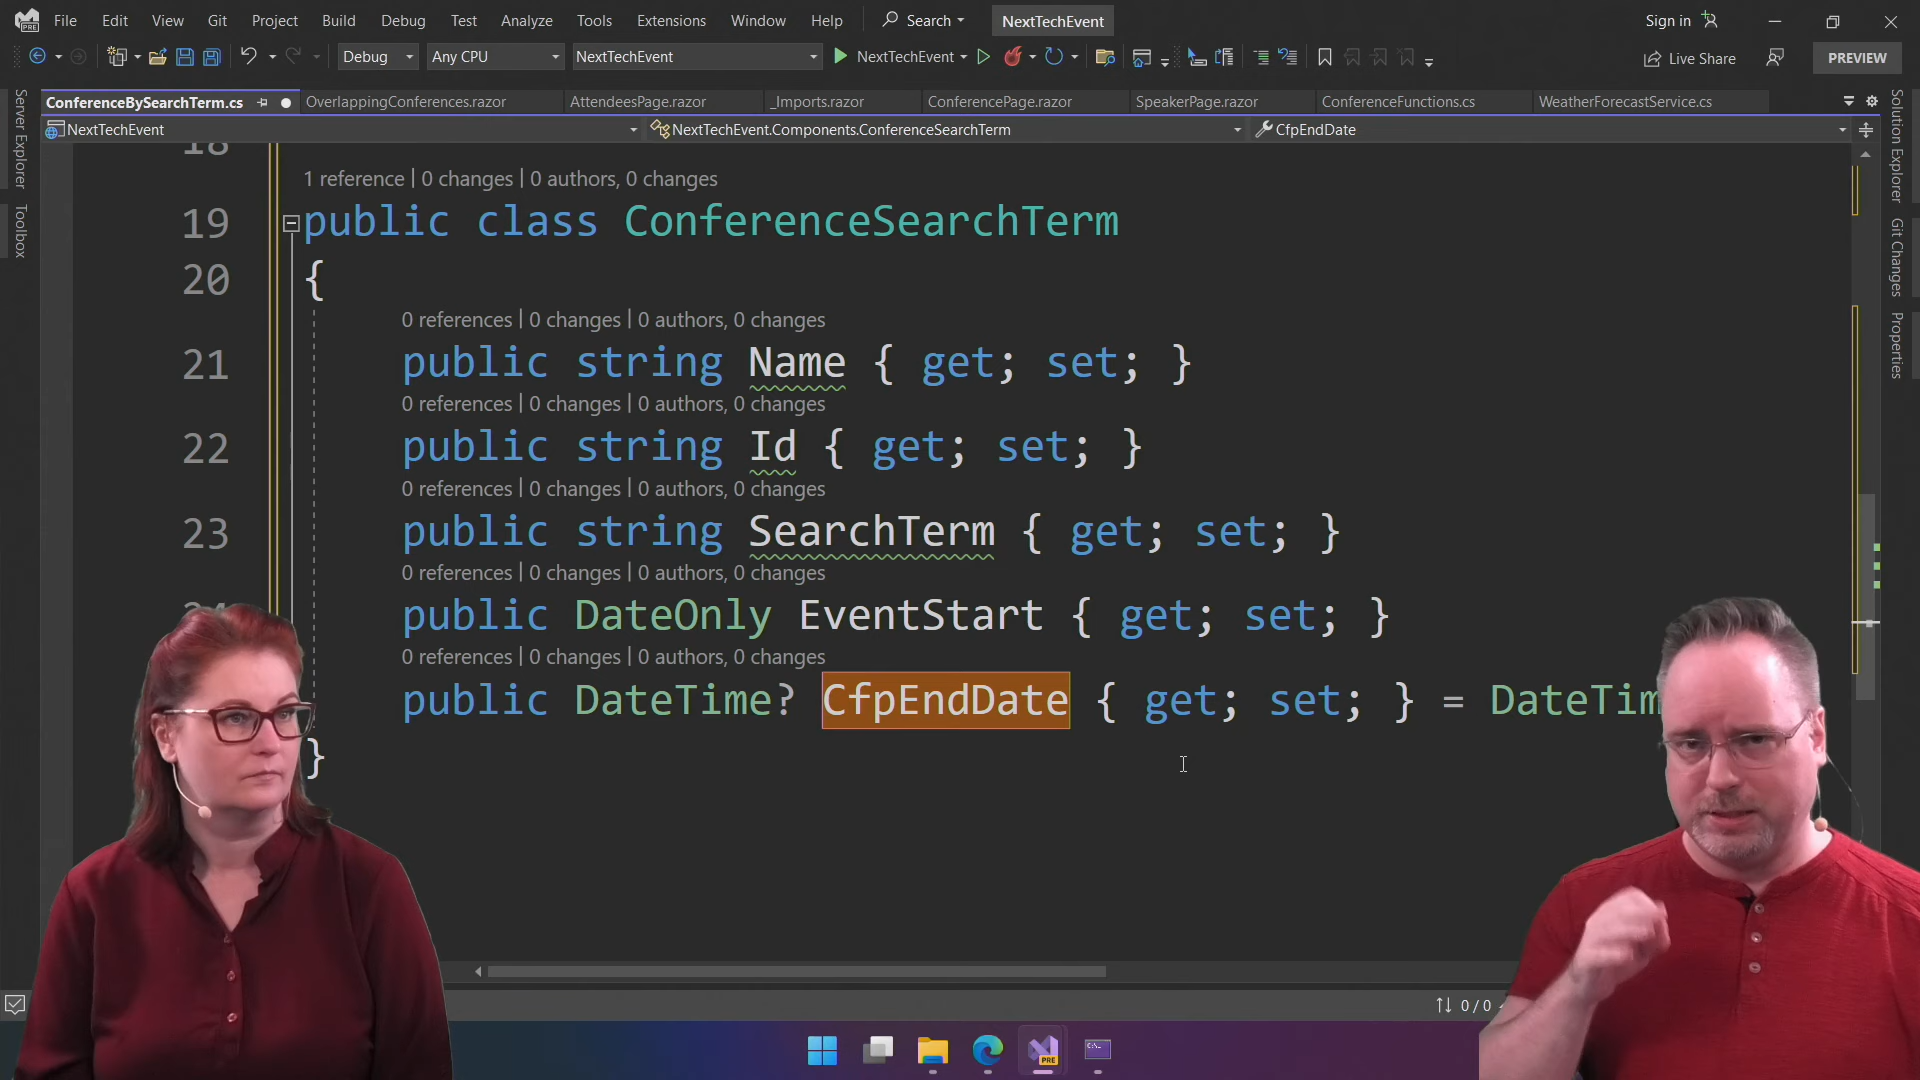 File Edit View Git Project Build Debug Test Analyze Tools Extensions Window Help Search NextTechEvent Sign in
Debug Any CPU NextTechEvent NextTechEvent Live Share PREVIEW
ConferenceBySearchTerm.cs OverlappingConferences.razor AttendeesPage.razor _Imports.razor ConferencePage.razor SpeakerPage.razor ConferenceFunctions.cs WeatherForecastService.cs
NextTechEvent NextTechEvent.Components.ConferenceSearchTerm CfpEndDate
Server Explorer
Toolbox
Solution Explorer
Git Changes
Properties
18
1 reference | 0 changes | 0 authors, 0 changes
19 public class ConferenceSearchTerm
20 {
0 references | 0 changes | 0 authors, 0 changes
21 public string Name { get; set; }
0 references | 0 changes | 0 authors, 0 changes
22 public string Id { get; set; }
0 references | 0 changes | 0 authors, 0 changes
23 public string SearchTerm { get; set; }
0 references | 0 changes | 0 authors, 0 changes
public DateOnly EventStart { get; set; }
0 references | 0 changes | 0 authors, 0 changes
public DateTime? CfpEndDate { get; set; } = DateTim
}
0 / 0
PRE